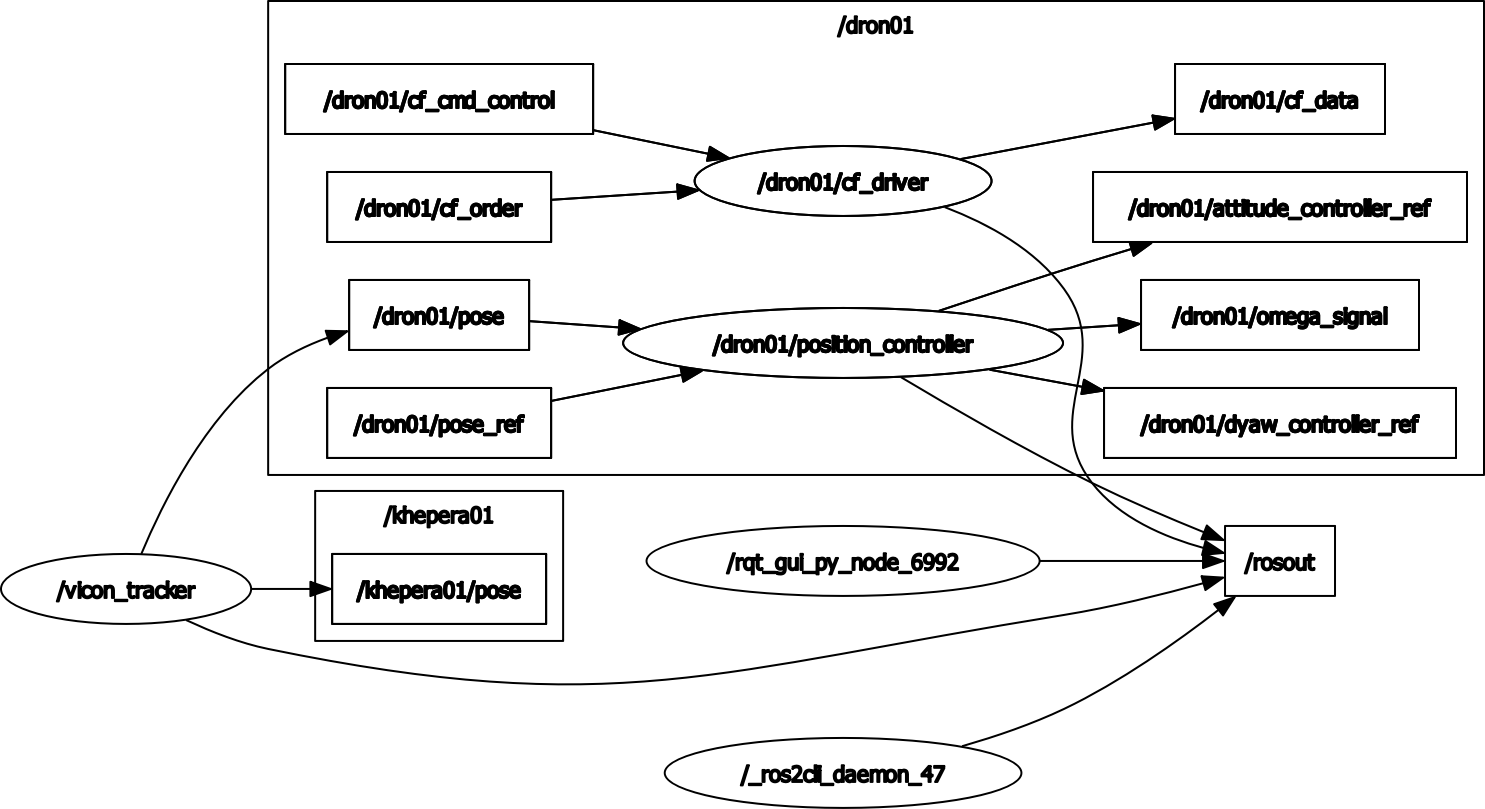 /dron01
/dron01/cf_cmd_control
/dron01/cf_data
/dron01/cf_driver
/dron01/cf_order
/dron01/attitude_controller_ref
/dron01/pose
/dron01/omega_signal
/dron01/position_controller
/dron01/pose_ref
/dron01/dyaw_controller_ref
/khepera01
/rqt_gui_py_node_6992
/rosout
/vicon_tracker
/khepera01/pose
/_ros2cli_daemon_47